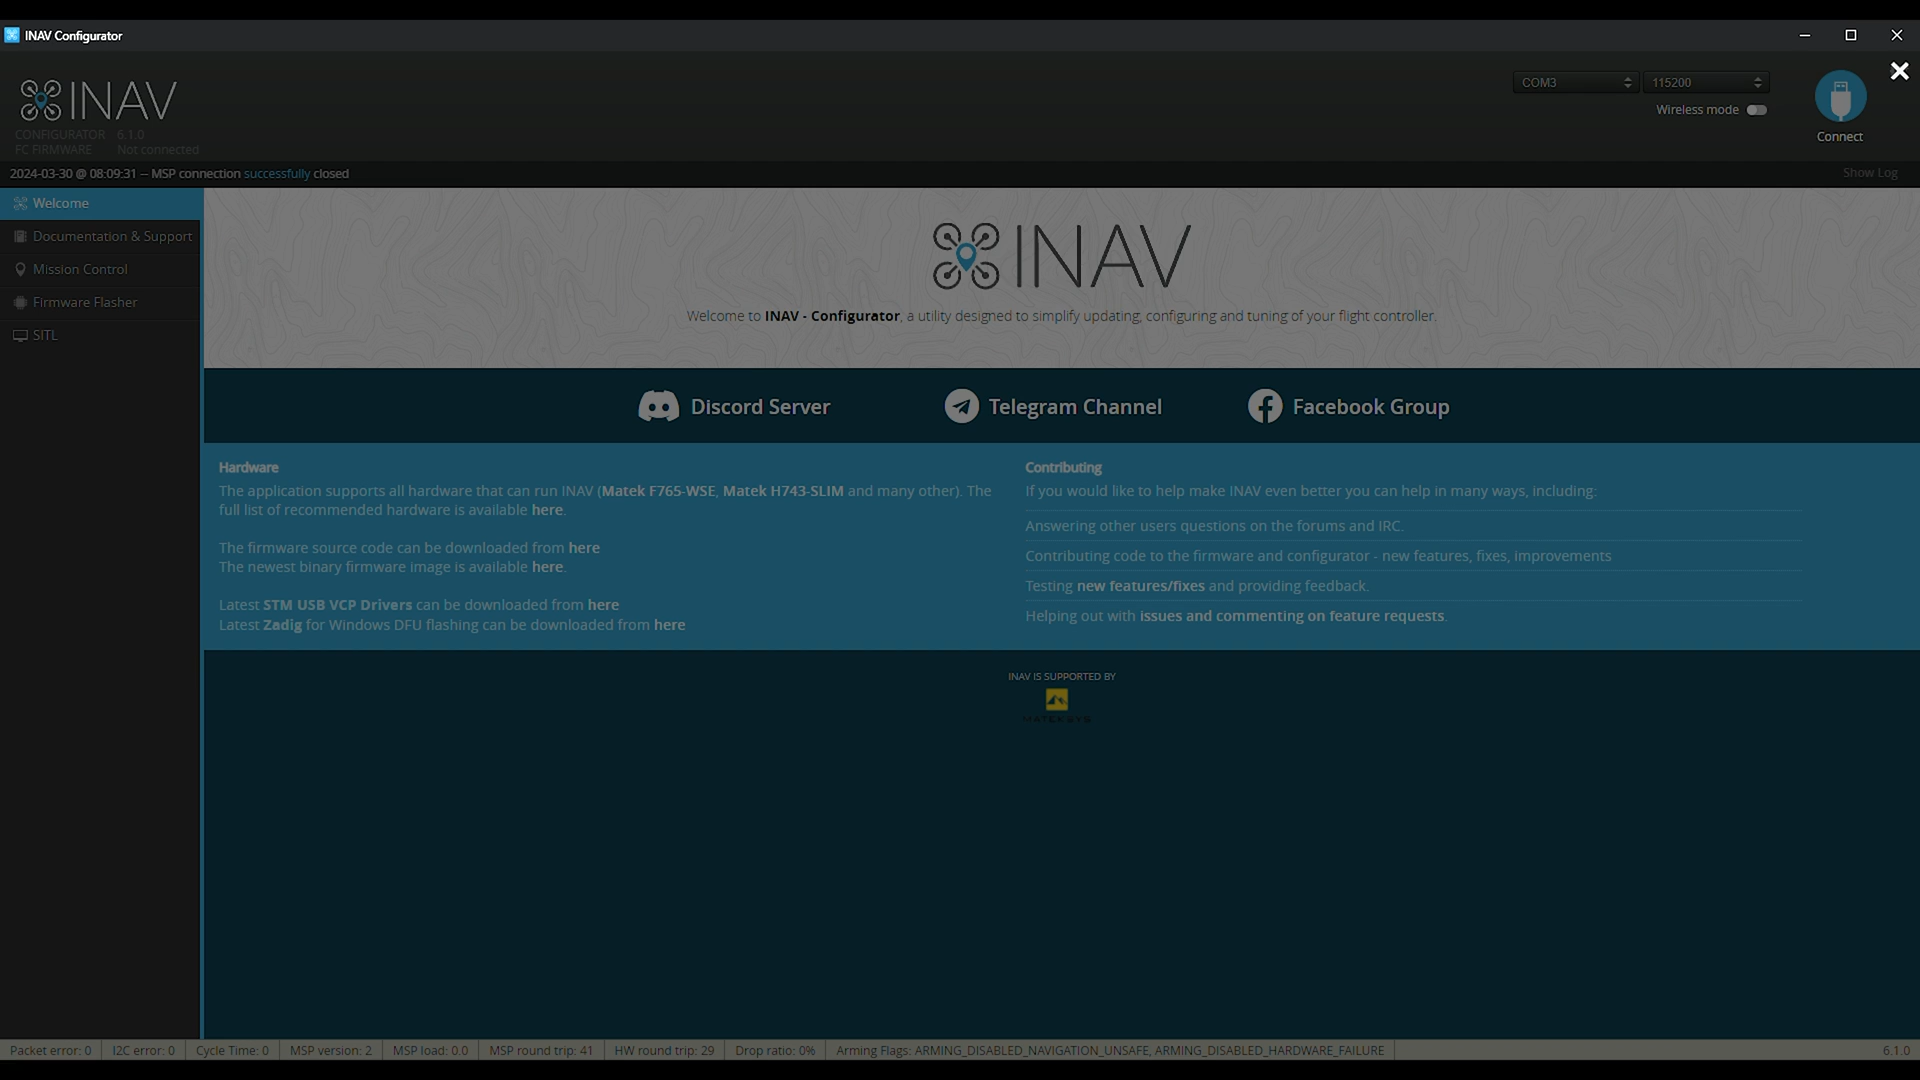 INAV Configurator
INAV
CONFIGURATOR 6.1.0
FC FIRMWARE Not connected
COM3
115200
Wireless mode
Connect
2024-03-30 @ 08:09:31 -- MSP connection successfully closed
Show Log
Welcome
Documentation & Support
Mission Control
Firmware Flasher
SITL
INAV
Welcome to INAV - Configurator, a utility designed to simplify updating, configuring and tuning of your flight controller.
Discord Server
Telegram Channel
Facebook Group
Hardware
The application supports all hardware that can run INAV (Matek F765-WSE, Matek H743-SLIM and many other). The
full list of recommended hardware is available here.
The firmware source code can be downloaded from here
The newest binary firmware image is available here.
Latest STM USB VCP Drivers can be downloaded from here
Latest Zadig for Windows DFU flashing can be downloaded from here
Contributing
If you would like to help make INAV even better you can help in many ways, including:
Answering other users questions on the forums and IRC.
Contributing code to the firmware and configurator - new features, fixes, improvements
Testing new features/fixes and providing feedback.
Helping out with issues and commenting on feature requests.
INAV IS SUPPORTED BY
MATEKSYS
Packet error: 0
I2C error: 0
Cycle Time: 0
MSP version: 2
MSP load: 0.0
MSP round trip: 41
HW round trip: 29
Drop ratio: 0%
Arming Flags: ARMING_DISABLED_NAVIGATION_UNSAFE, ARMING_DISABLED_HARDWARE_FAILURE
6.1.0